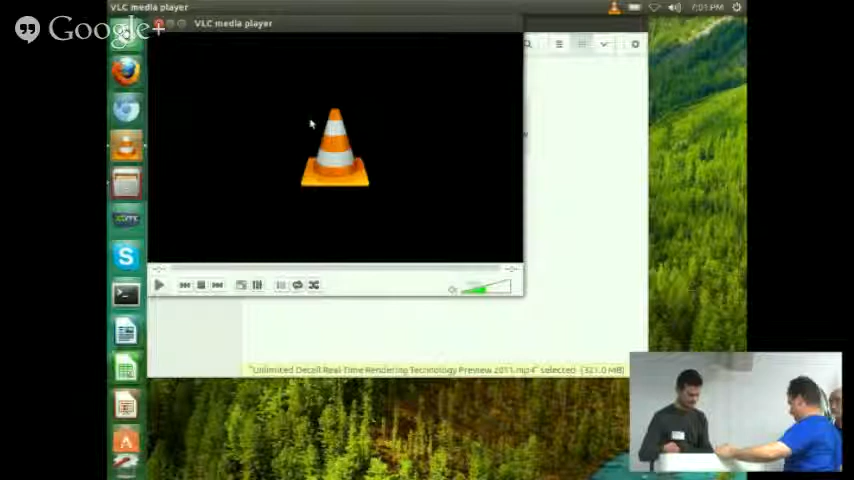 VLC media player
7:01 PM
Google+
VLC media player
"Unlimited Detail Real-Time Rendering Technology Preview 2011.mp4" selected (321.0 MB)